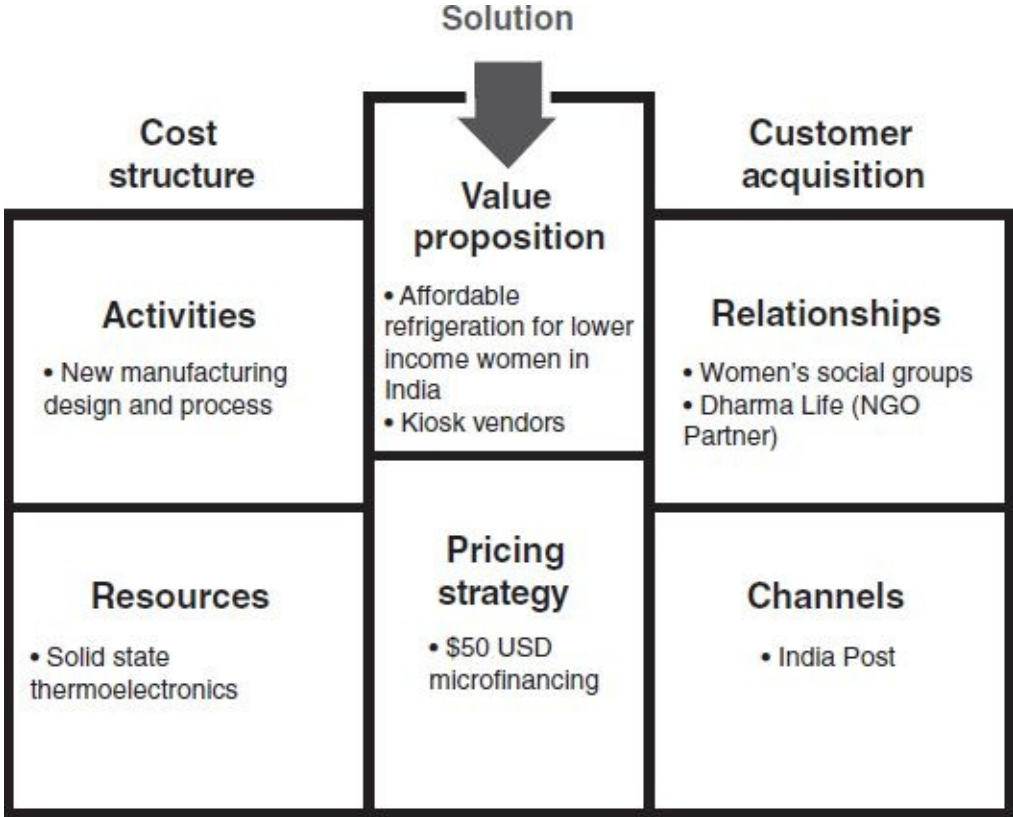 Solution
Cost
structure
Activities
• New manufacturing
design and process
Resources
• Solid state
thermoelectronics
Value
proposition
• Affordable
refrigeration for lower
income women in
India
• Kiosk vendors
Pricing
strategy
• $50 USD
microfinancing
Customer
acquisition
Relationships
• Women’s social groups
• Dharma Life (NGO
Partner)
Channels
• India Post